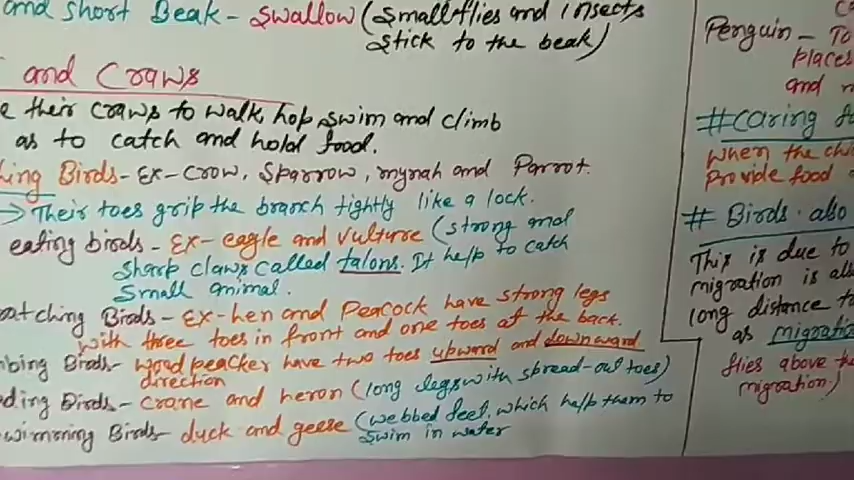 and short Beak - Swallow (Small flies and insects
stick to the beak)
and Craws
their craws to walk, hop, swim and climb
as to catch and hold food.
king Birds - Ex - Crow, Sparrow, mynah and Parrot.
→ Their toes grip the branch tightly like a lock.
eating birds - Ex - eagle and vulture (strong and
Sharp claws called talons. It help to catch
small animal.
atching Birds - Ex - hen and Peacock have strong legs
with three toes in front and one toes at the back.
bing Birds - woodpeacker have two toes upward and downward
direction
ding Birds - crane and heron (long legs with spread-out toes)
wimming Birds - duck and geese (webbed feet, which help them to
swim in water
Penguin - To
places
and
# Caring
when the chi
Provide food
# Birds also
This is due to
migration is als
long distance to
as migratio
flies above the
migration)